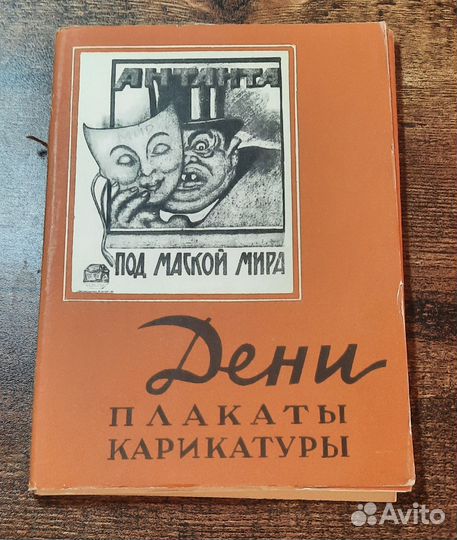 АНТАНТА
ПОД МАСКОЙ МИРА
Дени
ПЛАКАТЫ
КАРИКАТУРЫ
Avito